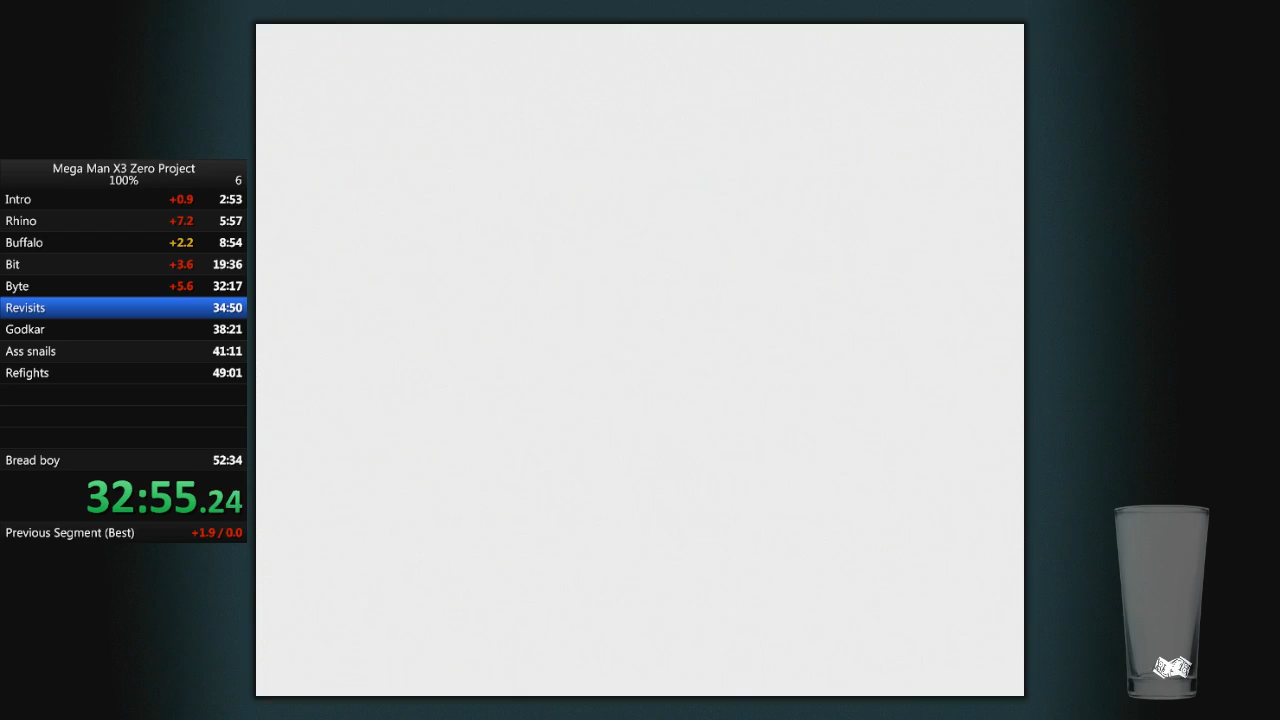 Mega Man X3 Zero Project
100% 6
Intro +0.9 2:53
Rhino +7.2 5:57
Buffalo +2.2 8:54
Bit +3.6 19:36
Byte +5.6 32:17
Revisits 34:50
Godkar 38:21
Ass snails 41:11
Refights 49:01
Bread boy 52:34
32:55.24
Previous Segment (Best) +1.9 / 0.0